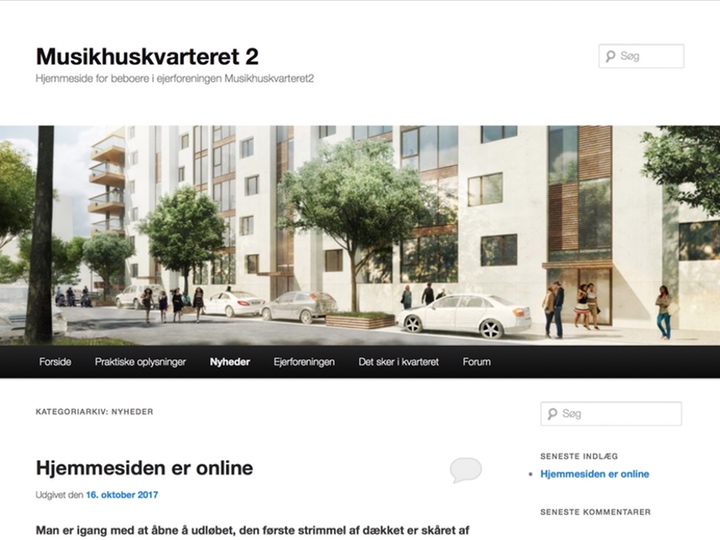 Musikhuskvarteret 2
Søg
Hjemmeside for beboere i ejerforeningen Musikhuskvarteret2
Forside Praktiske oplysninger Nyheder Ejerforeningen Det sker i kvarteret Forum
KATEGORIARKIV: NYHEDER
Søg
Hjemmesiden er online
Udgivet den 16. oktober 2017
Man er igang med at åbne å udløbet, den første strimmel af dækket er skåret af
SENESTE INDLÆG
Hjemmesiden er online
SENESTE KOMMENTARER